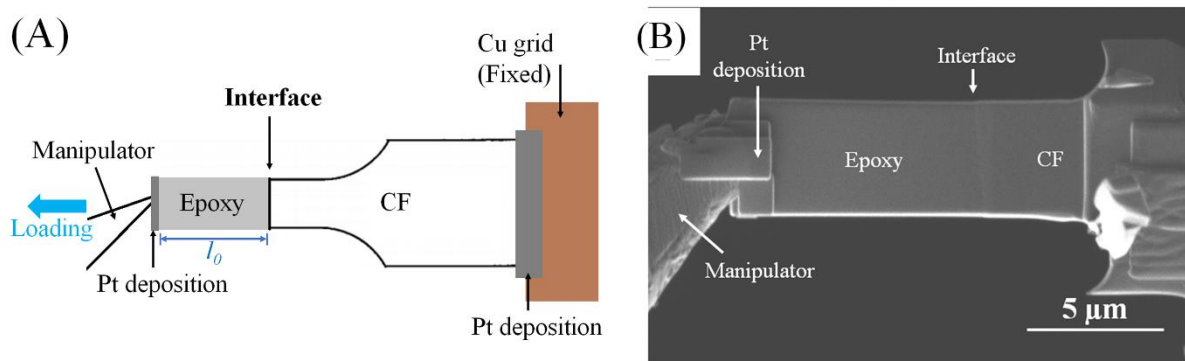 (A)
Cu grid
(Fixed)
Interface
Manipulator
Epoxy
CF
Loading
l0
Pt deposition
Pt deposition
(B)
Pt
deposition
Interface
Epoxy
CF
Manipulator
5 μm